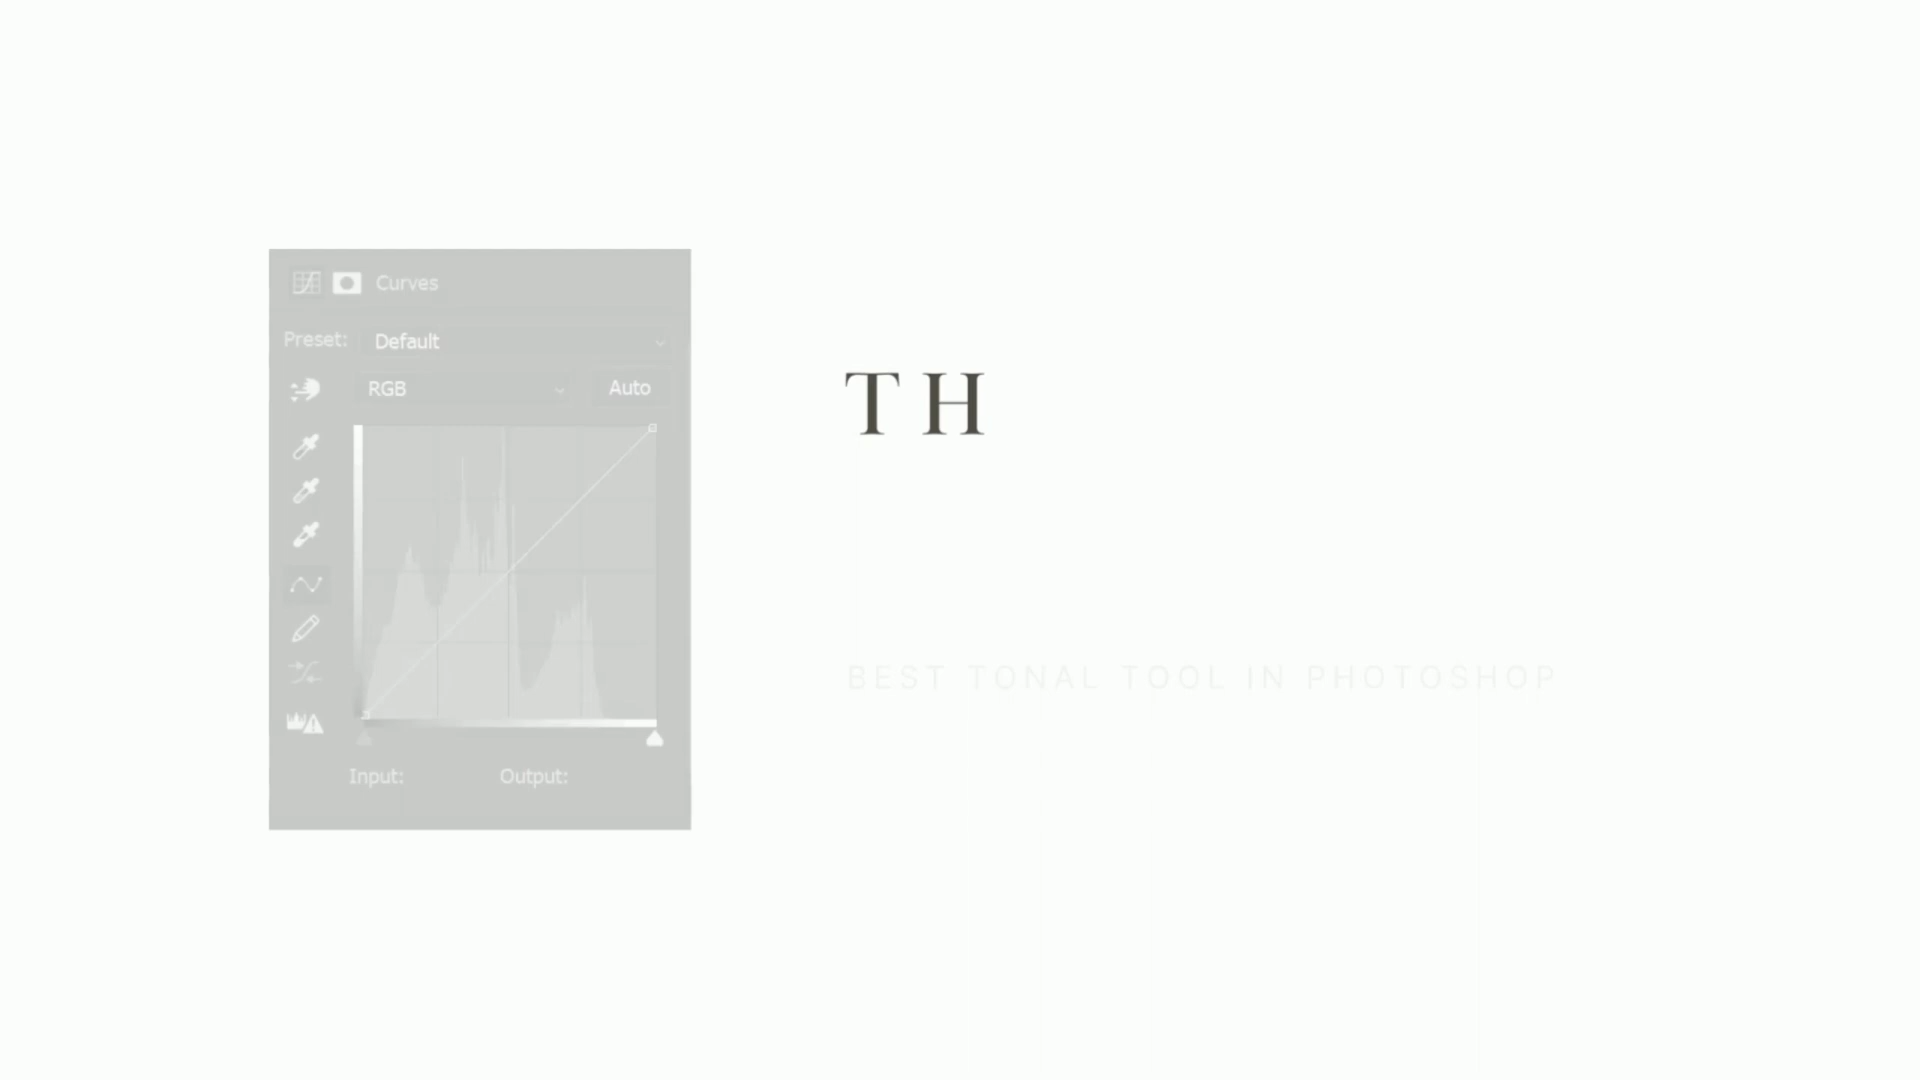 Curves
Preset: Default
RGB Auto
TH
BEST TONAL TOOL IN PHOTOSHOP
Input: Output: